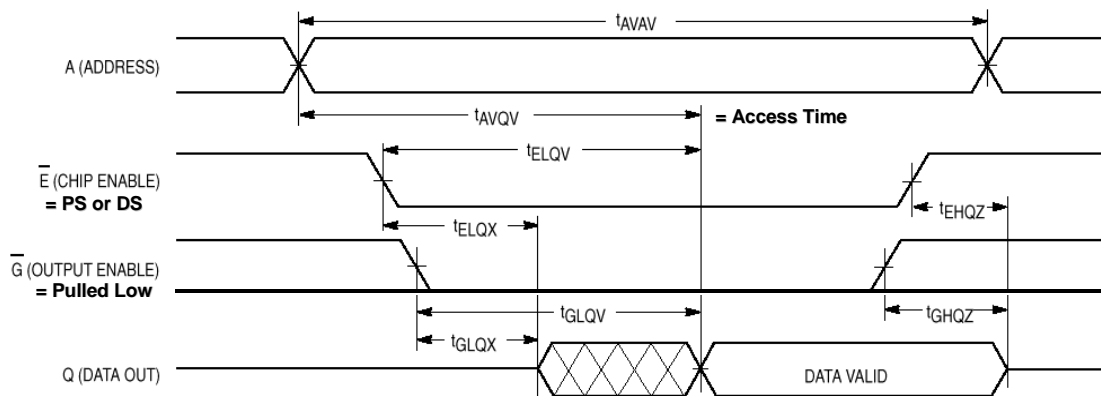 tAVAV
A (ADDRESS)
tAVQV
= Access Time
tELQV
E (CHIP ENABLE)
= PS or DS
tEHQZ
tELQX
G (OUTPUT ENABLE)
= Pulled Low
tGLQV
tGHQZ
tGLQX
Q (DATA OUT)
DATA VALID